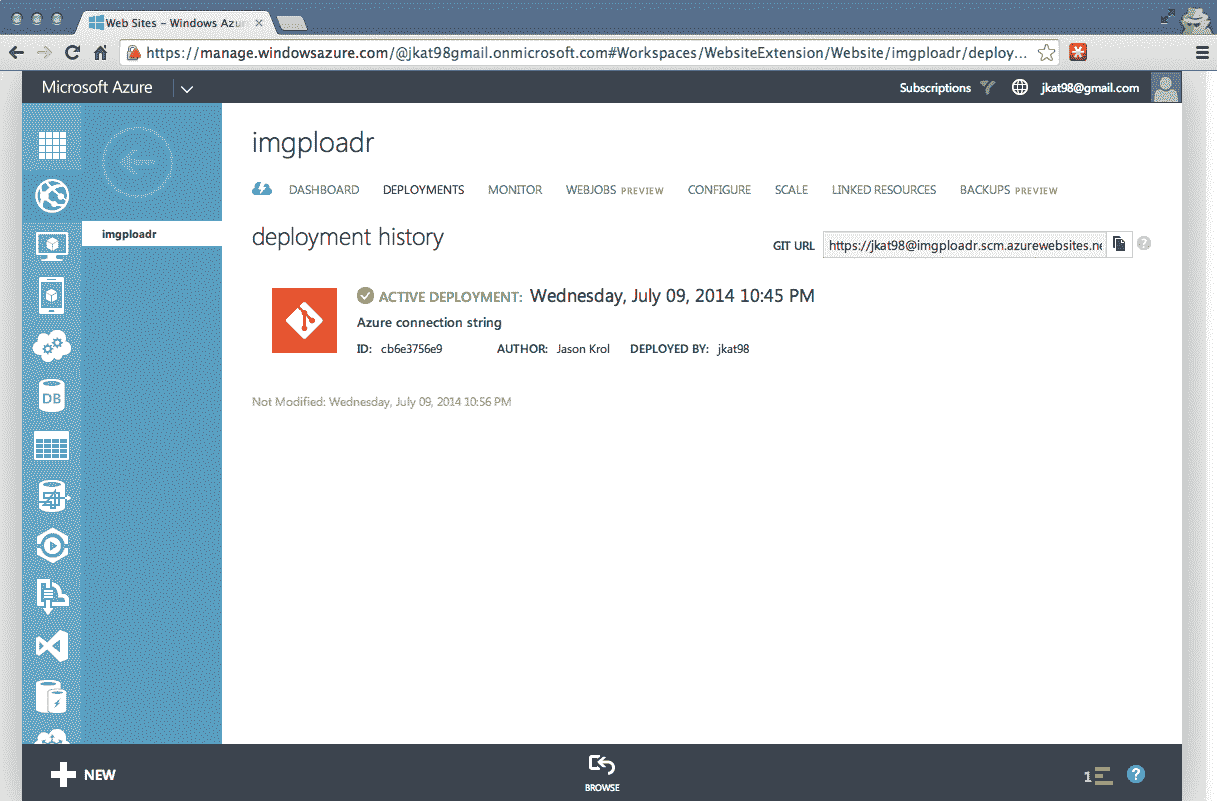 Web Sites - Windows Azur
https://manage.windowsazure.com/@jkat98gmail.onmicrosoft.com#Workspaces/WebsiteExtension/Website/imgploadr/deploy...
Microsoft Azure Subscriptions jkat98@gmail.com
imgploadr
DASHBOARD DEPLOYMENTS MONITOR WEBJOBS PREVIEW CONFIGURE SCALE LINKED RESOURCES BACKUPS PREVIEW
imgploadr
deployment history
GIT URL https://jkat98@imgploadr.scm.azurewebsites.ne ?
ACTIVE DEPLOYMENT: Wednesday, July 09, 2014 10:45 PM
Azure connection string
ID: cb6e3756e9 AUTHOR: Jason Krol DEPLOYED BY: jkat98
DB
Not Modified: Wednesday, July 09, 2014 10:56 PM
NEW
BROWSE
1 ?